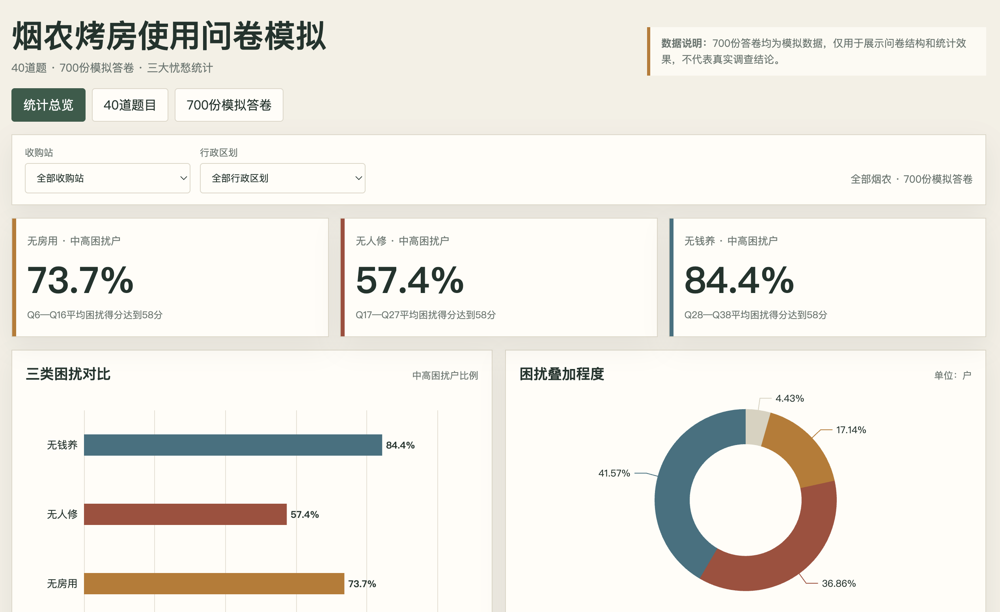 烟农烤房使用问卷模拟
40道题 · 700份模拟答卷 · 三大忧愁统计
数据说明：700份答卷均为模拟数据，仅用于展示问卷结构和统计效
果，不代表真实调查结论。
统计总览
40道题目
700份模拟答卷
收购站
行政区划
全部收购站
全部行政区划
全部烟农 · 700份模拟答卷
无房用 · 中高困扰户
73.7%
Q6—Q16平均困扰得分达到58分
无人修 · 中高困扰户
57.4%
Q17—Q27平均困扰得分达到58分
无钱养 · 中高困扰户
84.4%
Q28—Q38平均困扰得分达到58分
三类困扰对比
中高困扰户比例
无钱养
84.4%
无人修
57.4%
无房用
73.7%
困扰叠加程度
单位：户
4.43%
17.14%
41.57%
36.86%